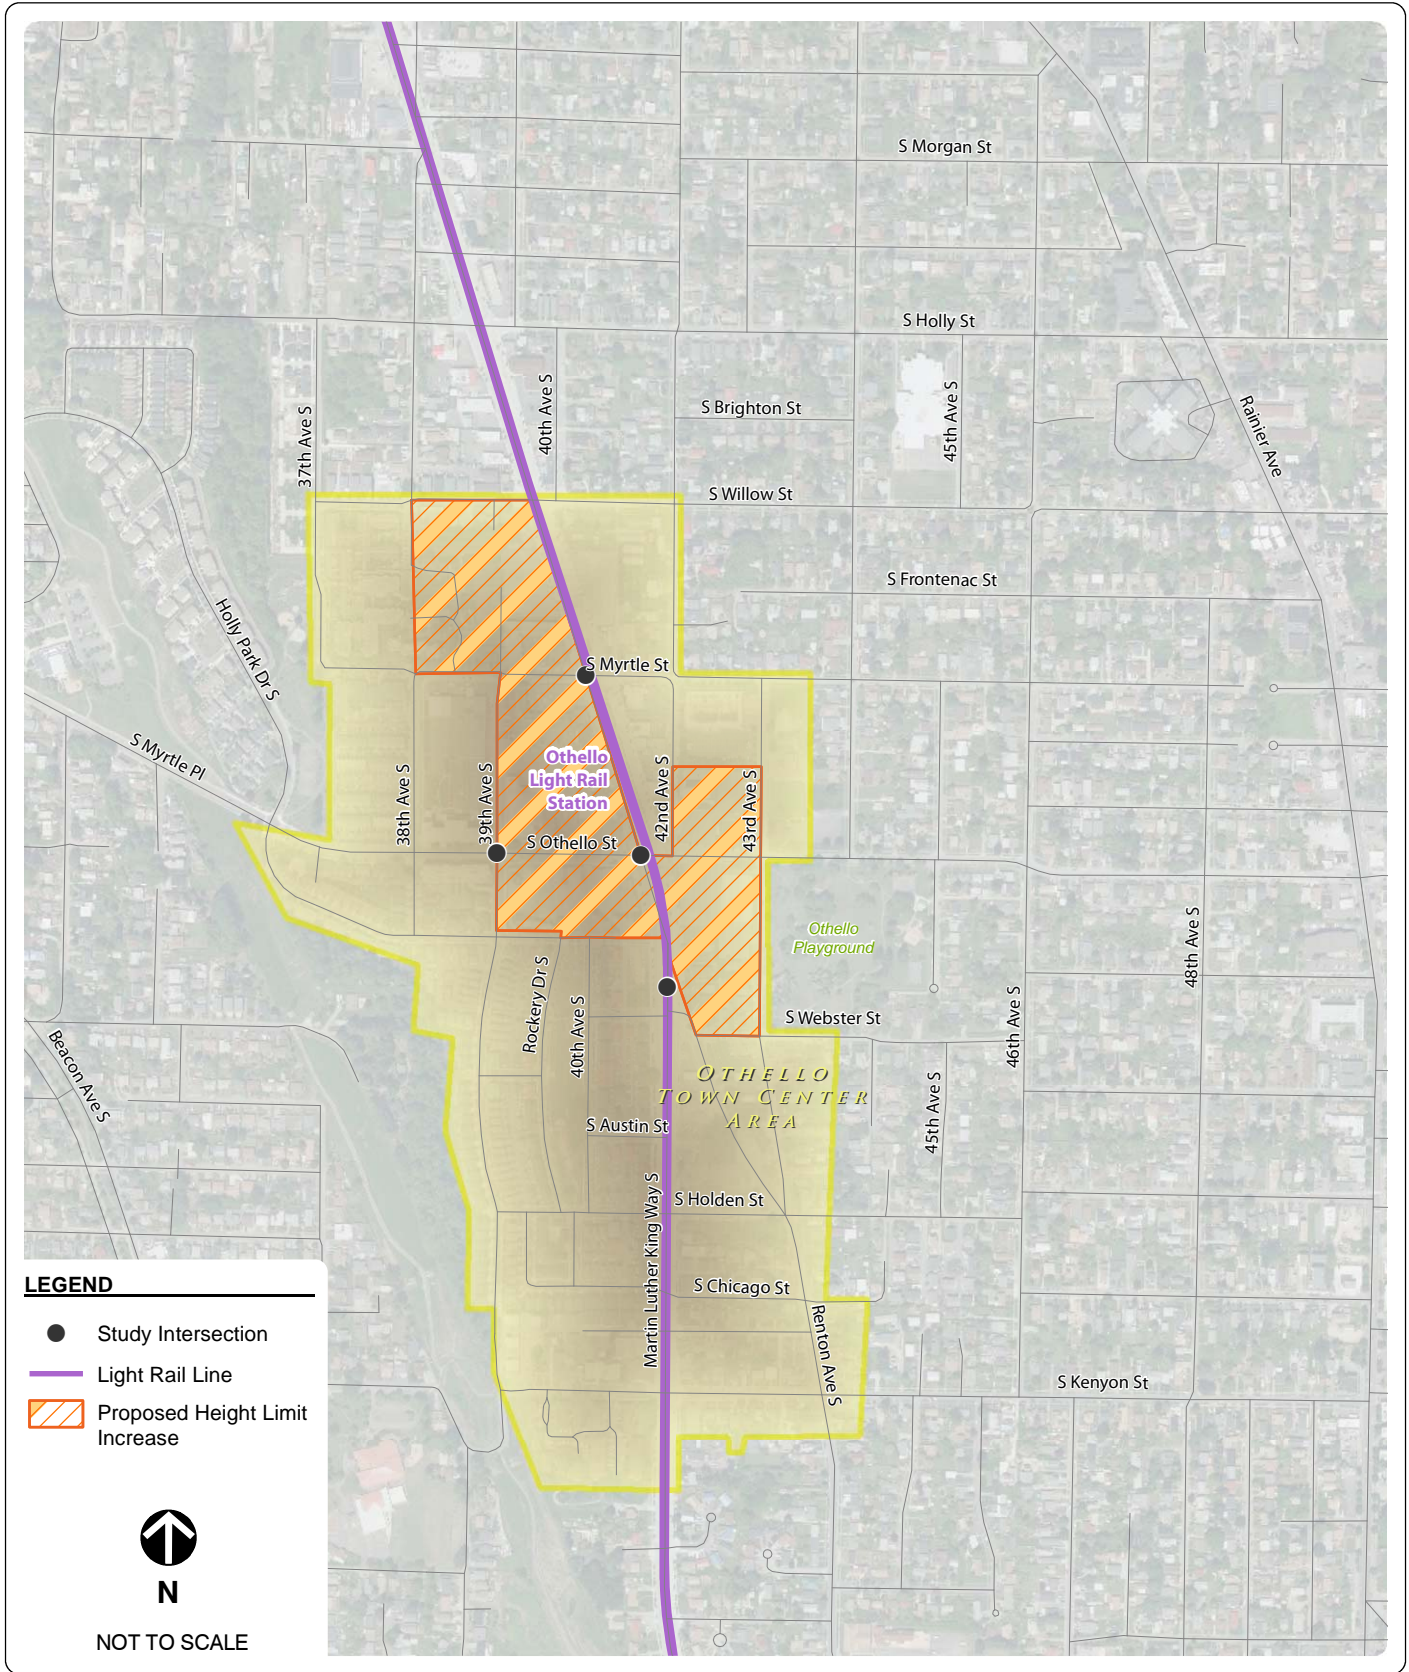 S Morgan St
S Holly St
40th Ave S
S Brighton St
45th Ave S
Rainier Ave
37th Ave S
S Willow St
S Frontenac St
Holly Park Dr S
S Myrtle St
S Myrtle Pl
Othello
Light Rail
Station
38th Ave S
39th Ave S
42nd Ave S
43rd Ave S
S Othello St
Othello
Playground
48th Ave S
Rockery Dr S
40th Ave S
S Webster St
46th Ave S
Beacon Ave S
OTHELLO
TOWN CENTER
AREA
45th Ave S
S Austin St
Martin Luther King Way S
S Holden St
S Chicago St
Renton Ave S
S Kenyon St
LEGEND
Study Intersection
Light Rail Line
Proposed Height Limit
Increase
N
NOT TO SCALE